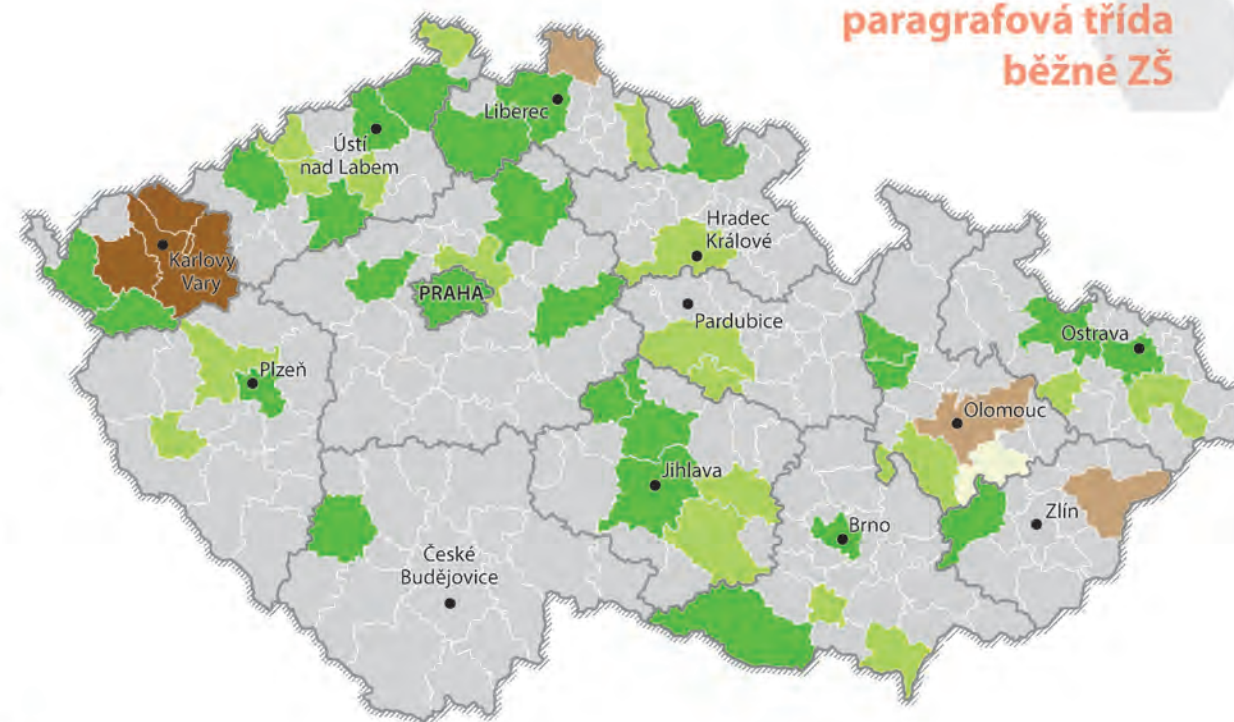 paragrafová třída
běžné ZŠ
Liberec
Ústí
nad Labem
Hradec
Králové
Karlovy
Vary
PRAHA
Pardubice
Ostrava
Plzeň
Olomouc
Jihlava
Zlín
Brno
České
Budějovice